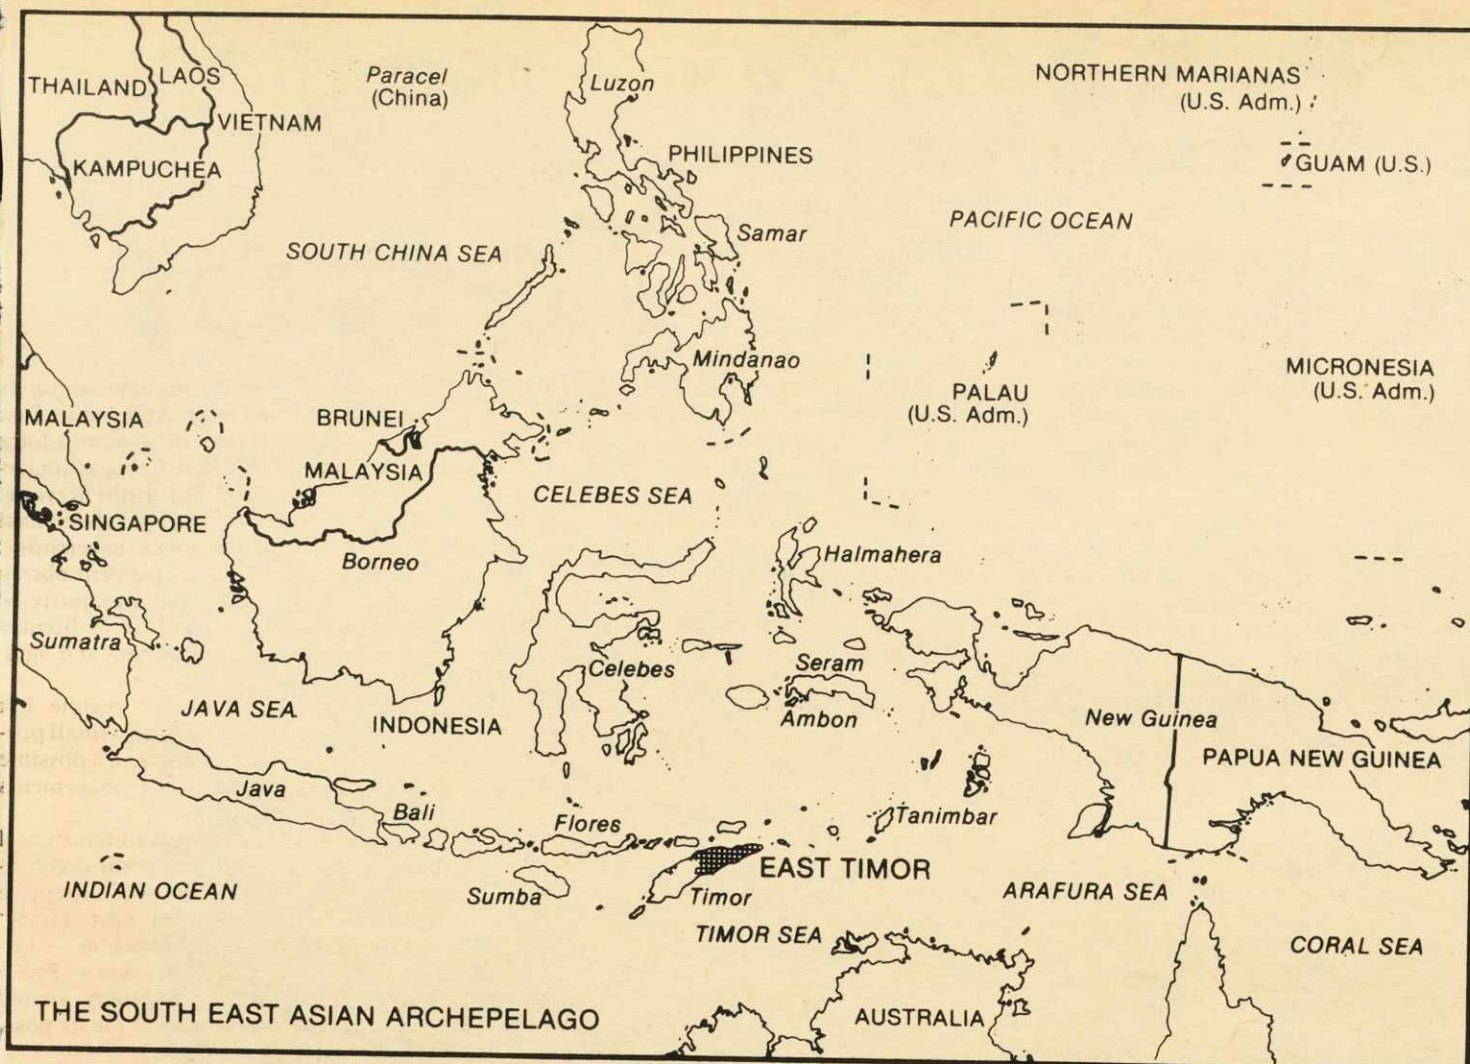 THAILAND
LAOS
Paracel
(China)
Luzon
NORTHERN MARIANAS
(U.S. Adm.)
VIETNAM
PHILIPPINES
GUAM (U.S.)
KAMPUCHEA
PACIFIC OCEAN
Samar
SOUTH CHINA SEA
Mindanao
MICRONESIA
(U.S. Adm.)
PALAU
(U.S. Adm.)
MALAYSIA
BRUNEI
MALAYSIA
CELEBES SEA
SINGAPORE
Borneo
Halmahera
Sumatra
Celebes
Seram
JAVA SEA
INDONESIA
Ambon
New Guinea
PAPUA NEW GUINEA
Java
Bali
Flores
Tanimbar
EAST TIMOR
INDIAN OCEAN
Sumba
Timor
ARAFURA SEA
TIMOR SEA
CORAL SEA
THE SOUTH EAST ASIAN ARCHEPELAGO
AUSTRALIA